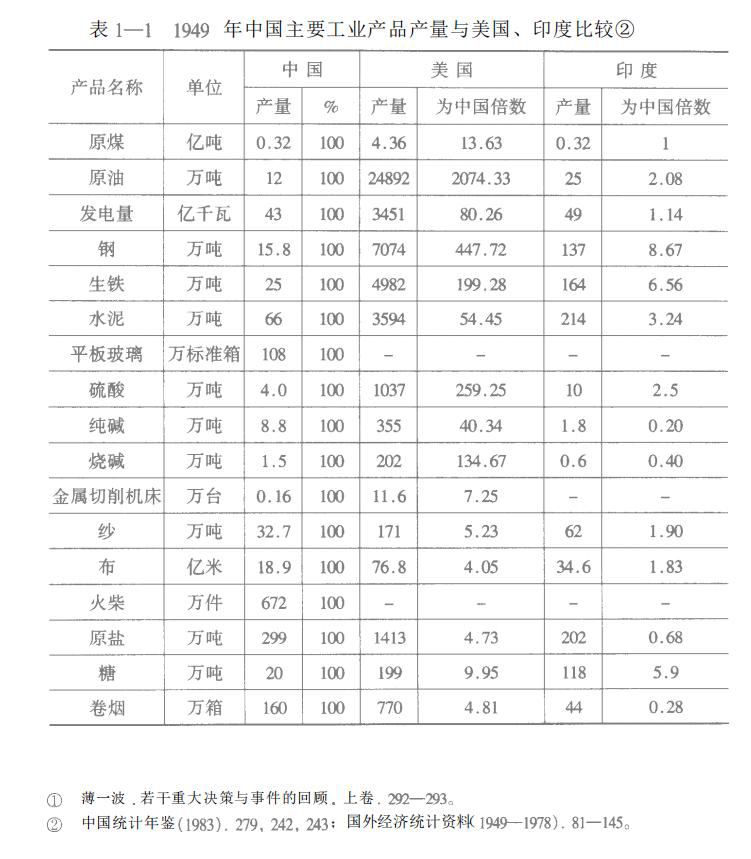 表 1—1 1949 年中国主要工业产品产量与美国、印度比较②
产品名称 单位 中 国 美 国 印 度
产量 % 产量 为中国倍数 产量 为中国倍数
原煤 亿吨 0.32 100 4.36 13.63 0.32 1
原油 万吨 12 100 24892 2074.33 25 2.08
发电量 亿千瓦 43 100 3451 80.26 49 1.14
钢 万吨 15.8 100 7074 447.72 137 8.67
生铁 万吨 25 100 4982 199.28 164 6.56
水泥 万吨 66 100 3594 54.45 214 3.24
平板玻璃 万标准箱 108 100 – – – –
硫酸 万吨 4.0 100 1037 259.25 10 2.5
纯碱 万吨 8.8 100 355 40.34 1.8 0.20
烧碱 万吨 1.5 100 202 134.67 0.6 0.40
金属切削机床 万台 0.16 100 11.6 7.25 – –
纱 万吨 32.7 100 171 5.23 62 1.90
布 亿米 18.9 100 76.8 4.05 34.6 1.83
火柴 万件 672 100 – – – –
原盐 万吨 299 100 1413 4.73 202 0.68
糖 万吨 20 100 199 9.95 118 5.9
卷烟 万箱 160 100 770 4.81 44 0.28
① 薄一波.若干重大决策与事件的回顾.上卷.292—293。
② 中国统计年鉴(1983).279, 242, 243; 国外经济统计资料(1949—1978).81—145。